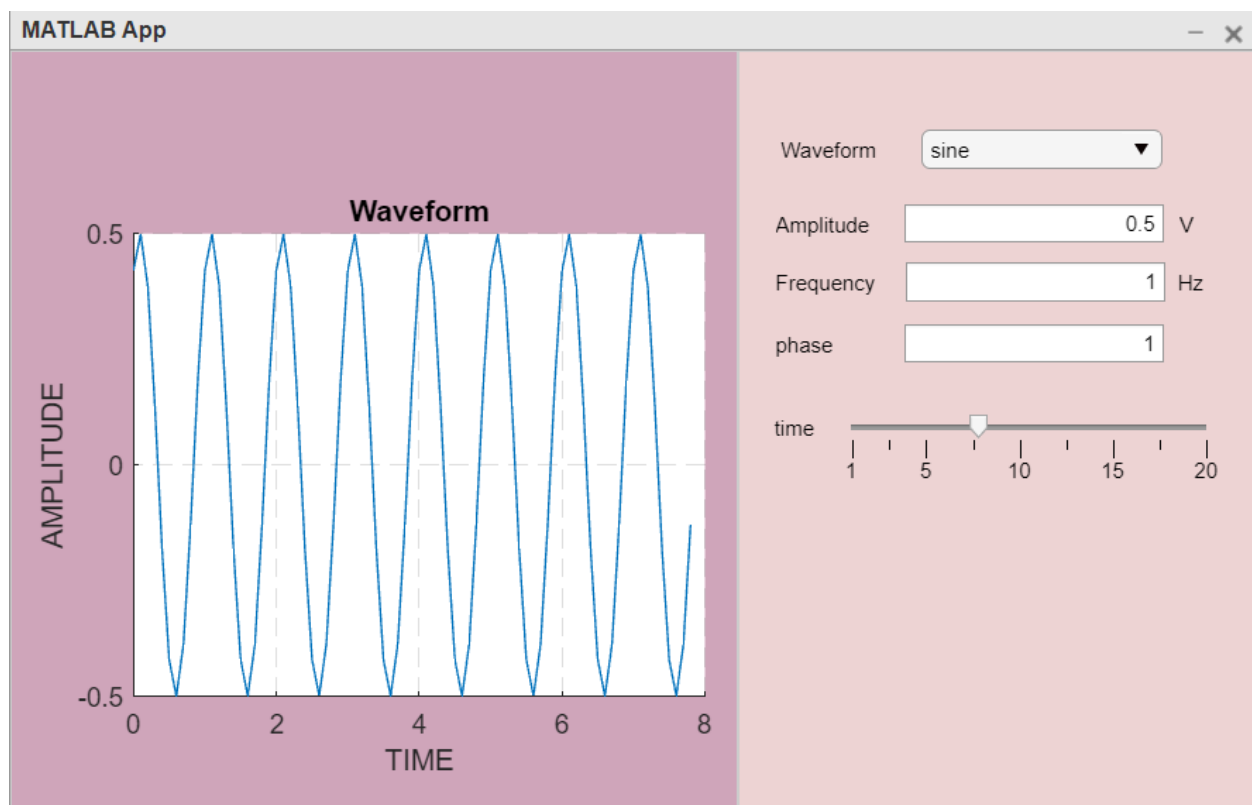 MATLAB App
Waveform
0.5
0
-0.5
AMPLITUDE
0 2 4 6 8
TIME
Waveform sine
Amplitude 0.5 V
Frequency 1 Hz
phase 1
time
1 5 10 15 20